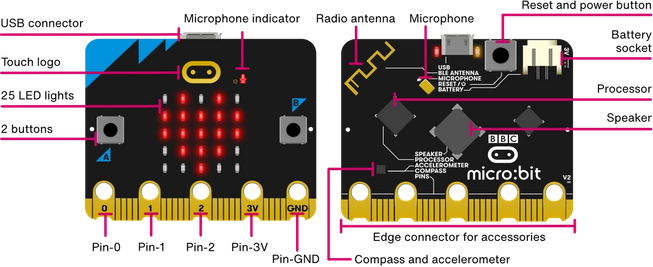 USB connector
Microphone indicator
Radio antenna
Microphone
Reset and power button
Touch logo
Battery
socket
25 LED lights
2 buttons
A
B
0
1
2
3V
GND
Pin-0
Pin-1
Pin-2
Pin-3V
Pin-GND
USB
BLE ANTENNA
MICROPHONE
RESET/
BATTERY
3V
Processor
Speaker
BBC
micro:bit
V2
SPEAKER
PROCESSOR
ACCELEROMETER
COMPASS
PINS
Edge connector for accessories
Compass and accelerometer